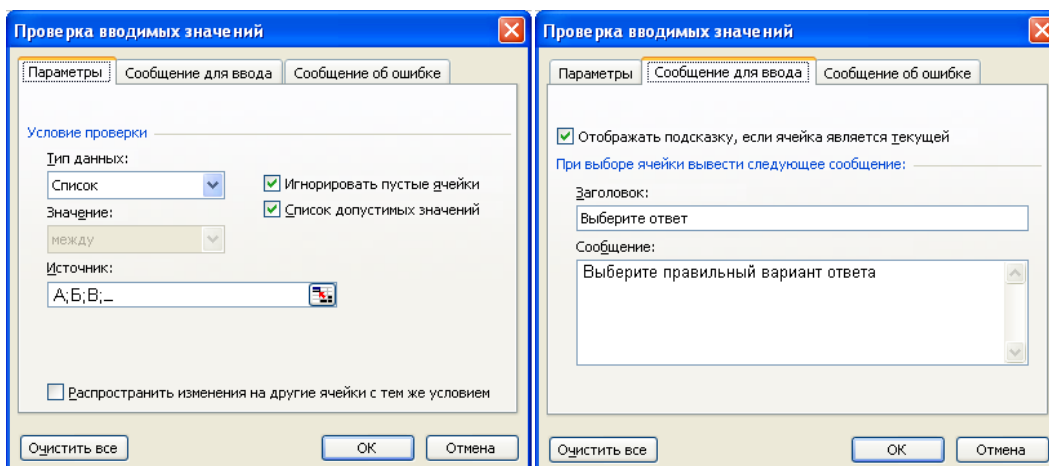 Проверка вводимых значений
Параметры
Сообщение для ввода
Сообщение об ошибке
Условие проверки
Тип данных:
Список
Игнорировать пустые ячейки
Значение:
Список допустимых значений
между
Источник:
А;Б;В;_
Распространить изменения на другие ячейки с тем же условием
Очистить все
ОК
Отмена
Проверка вводимых значений
Параметры
Сообщение для ввода
Сообщение об ошибке
Отображать подсказку, если ячейка является текущей
При выборе ячейки вывести следующее сообщение:
Заголовок:
Выберите ответ
Сообщение:
Выберите правильный вариант ответа
Очистить все
ОК
Отмена